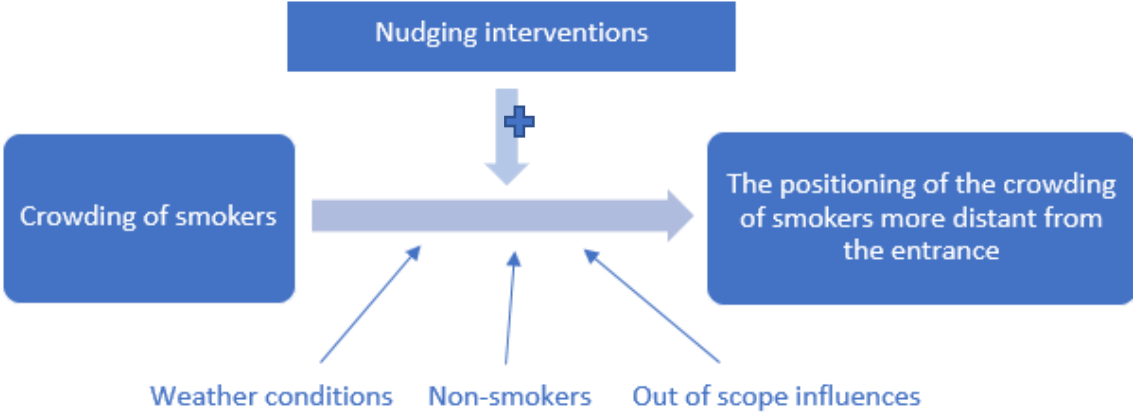 Nudging interventions
Crowding of smokers
The positioning of the crowding
of smokers more distant from
the entrance
Weather conditions
Non-smokers
Out of scope influences